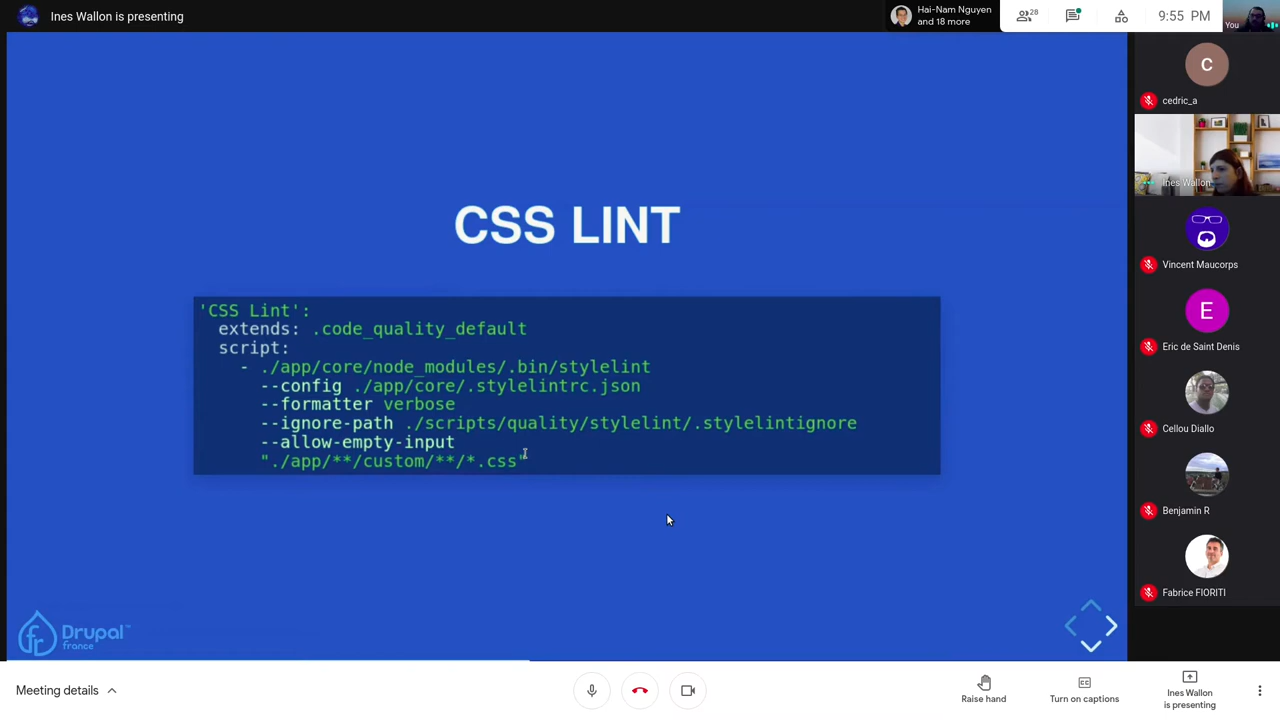 Ines Wallon is presenting
Hai-Nam Nguyen
and 18 more
28
9:55 PM
You
CSS LINT
'CSS Lint':
extends: .code_quality_default
script:
- ./app/core/node_modules/.bin/stylelint
--config ./app/core/.stylelintrc.json
--formatter verbose
--ignore-path ./scripts/quality/stylelint/.stylelintignore
--allow-empty-input
"./app/**/custom/**/*.css"
fr Drupal™
france
C
cedric_a
Ines Wallon
Vincent Maucorps
E
Eric de Saint Denis
Cellou Diallo
Benjamin R
Fabrice FIORITI
Meeting details
Raise hand
CC
Turn on captions
Ines Wallon
is presenting